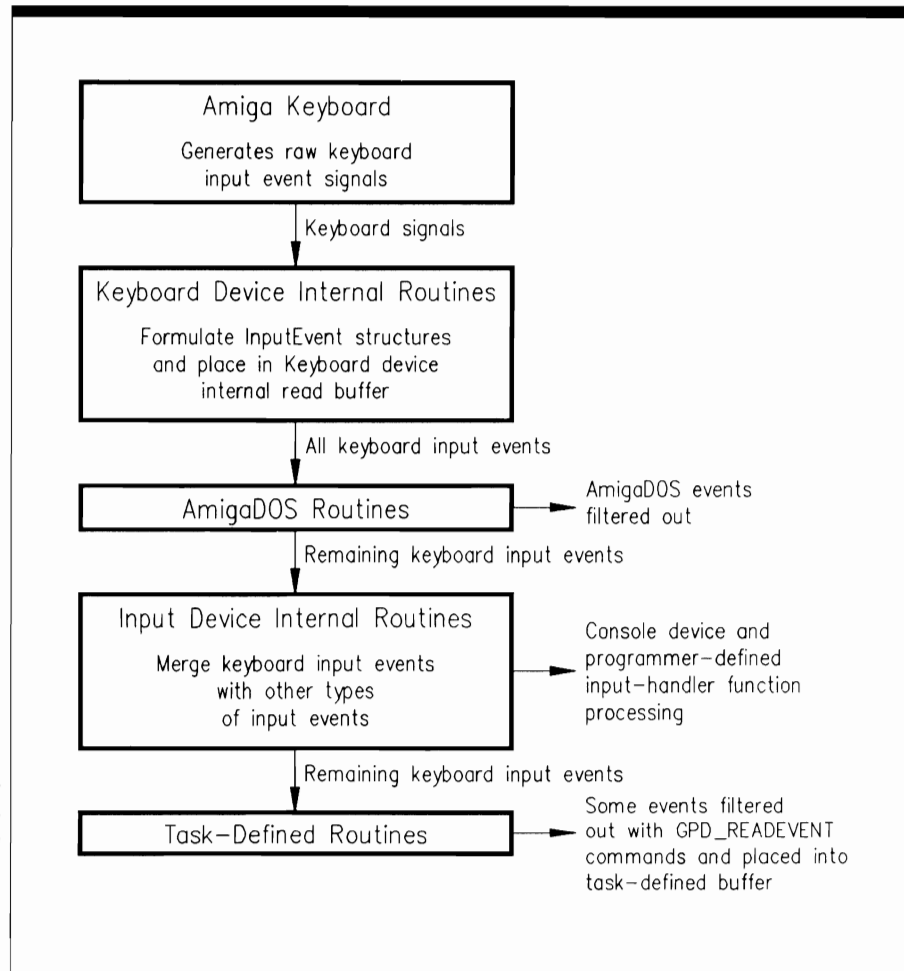 Amiga Keyboard
Generates raw keyboard
input event signals
Keyboard signals
Keyboard Device Internal Routines
Formulate InputEvent structures
and place in Keyboard device
internal read buffer
All keyboard input events
AmigaDOS Routines
AmigaDOS events
filtered out
Remaining keyboard input events
Input Device Internal Routines
Merge keyboard input events
with other types
of input events
Console device and
programmer-defined
input-handler function
processing
Remaining keyboard input events
Task-Defined Routines
Some events filtered
out with GPD_READEVENT
commands and placed into
task-defined buffer